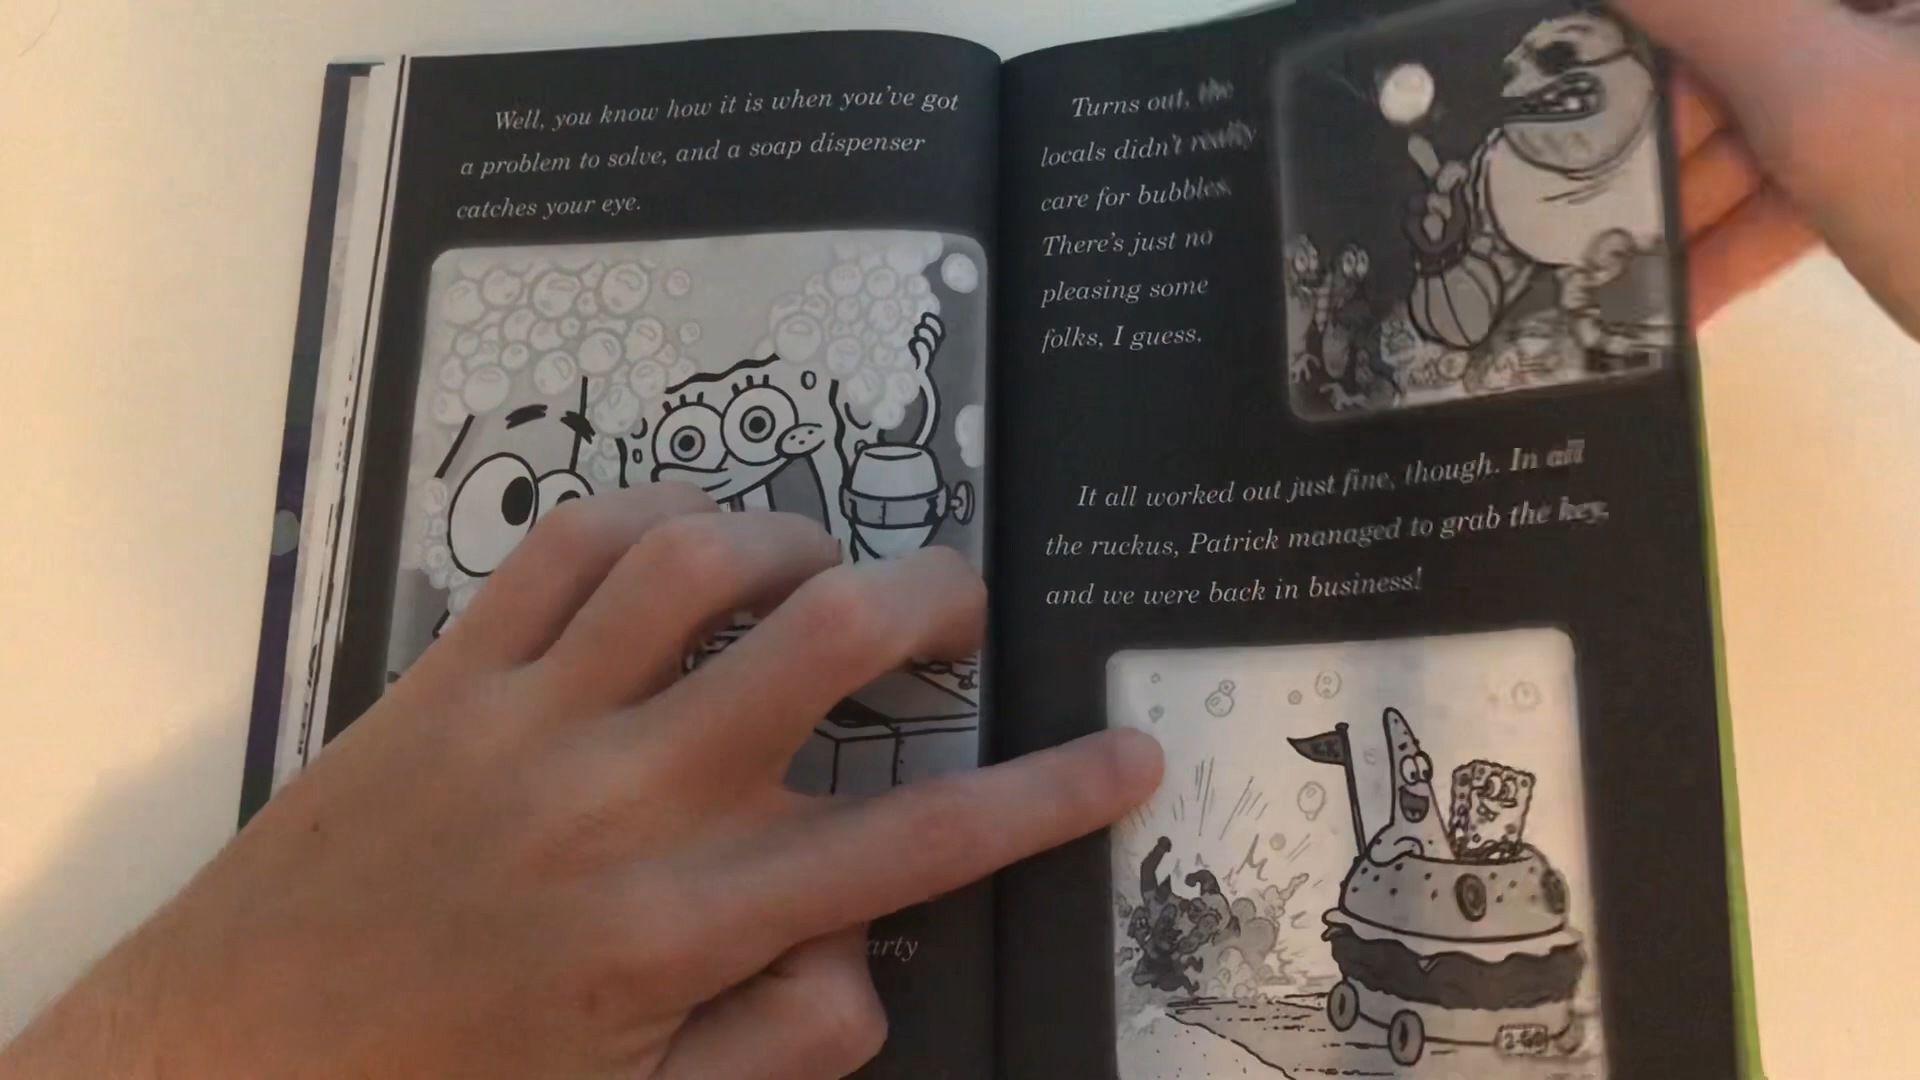 Well, you know how it is when you've got
a problem to solve, and a soap dispenser
catches your eye.
arty
Turns out, the
locals didn't really
care for bubbles.
There's just no
pleasing some
folks, I guess.
It all worked out just fine, though. In all
the ruckus, Patrick managed to grab the key,
and we were back in business!
KK
2-GO